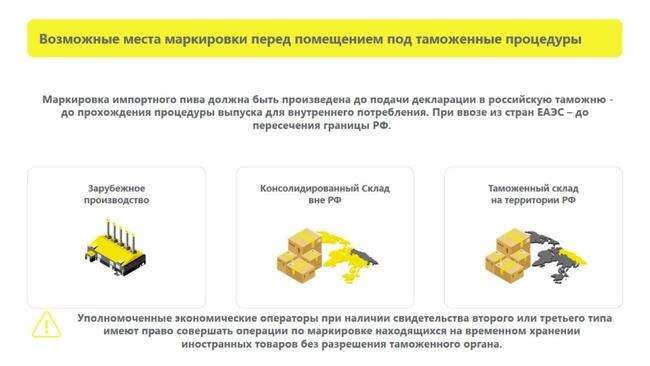 Возможные места маркировки перед помещением под таможенные процедуры
Маркировка импортного пива должна быть произведена до подачи декларации в российскую таможню -
до прохождения процедуры выпуска для внутреннего потребления. При ввозе из стран ЕАЭС – до
пересечения границы РФ.
Зарубежное
производство
Консолидированный Склад
вне РФ
Таможенный склад
на территории РФ
Уполномоченные экономические операторы при наличии свидетельства второго или третьего типа
имеют право совершать операции по маркировке находящихся на временном хранении
иностранных товаров без разрешения таможенного органа.